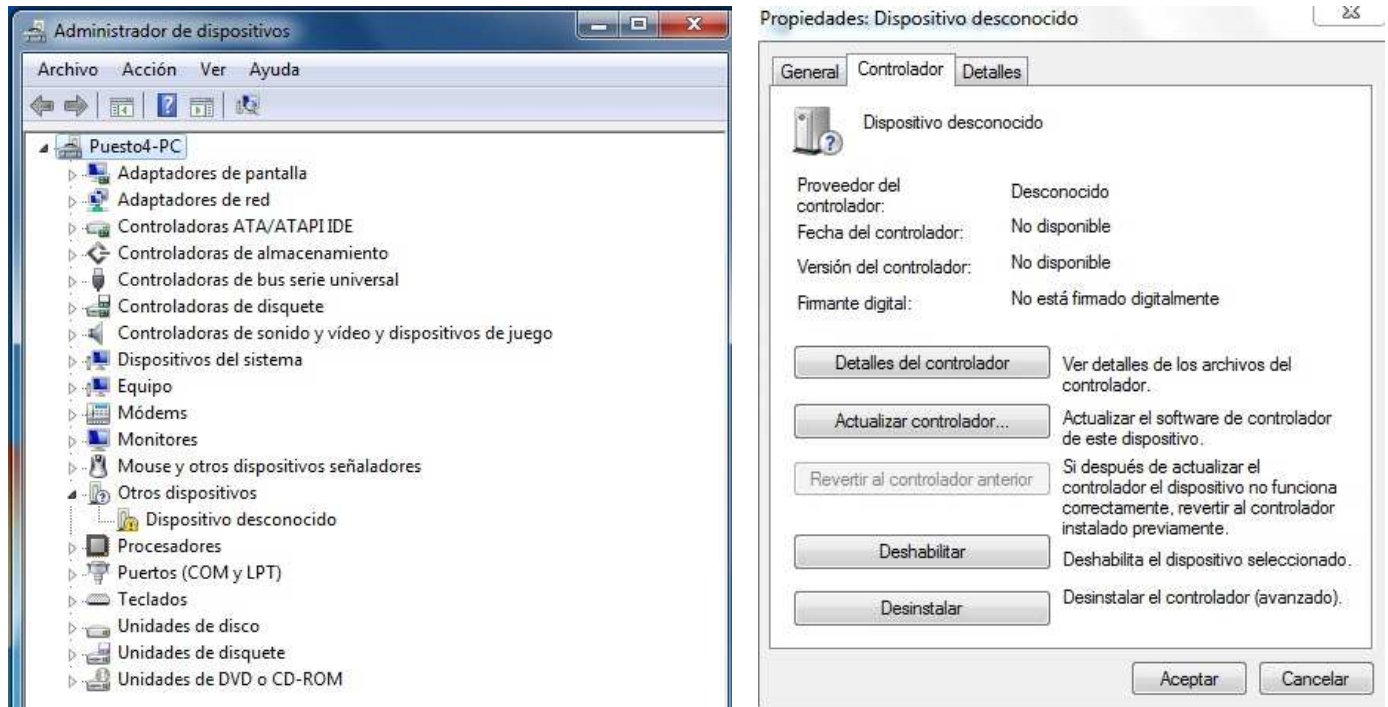 Administrador de dispositivos
Archivo Acción Ver Ayuda
Puesto4-PC
Adaptadores de pantalla
Adaptadores de red
Controladoras ATA/ATAPI IDE
Controladoras de almacenamiento
Controladoras de bus serie universal
Controladoras de disquete
Controladoras de sonido y vídeo y dispositivos de juego
Dispositivos del sistema
Equipo
Módems
Monitores
Mouse y otros dispositivos señaladores
Otros dispositivos
Dispositivo desconocido
Procesadores
Puertos (COM y LPT)
Teclados
Unidades de disco
Unidades de disquete
Unidades de DVD o CD-ROM
Propiedades: Dispositivo desconocido
General Controlador Detalles
Dispositivo desconocido
Proveedor del
controlador:
Desconocido
Fecha del controlador: No disponible
Versión del controlador: No disponible
Firmante digital: No está firmado digitalmente
Detalles del controlador
Ver detalles de los archivos del
controlador.
Actualizar controlador...
Actualizar el software de controlador
de este dispositivo.
Revertir al controlador anterior
Si después de actualizar el
controlador el dispositivo no funciona
correctamente, revertir al controlador
instalado previamente.
Deshabilitar
Deshabilita el dispositivo seleccionado.
Desinstalar
Desinstalar el controlador (avanzado).
Aceptar Cancelar